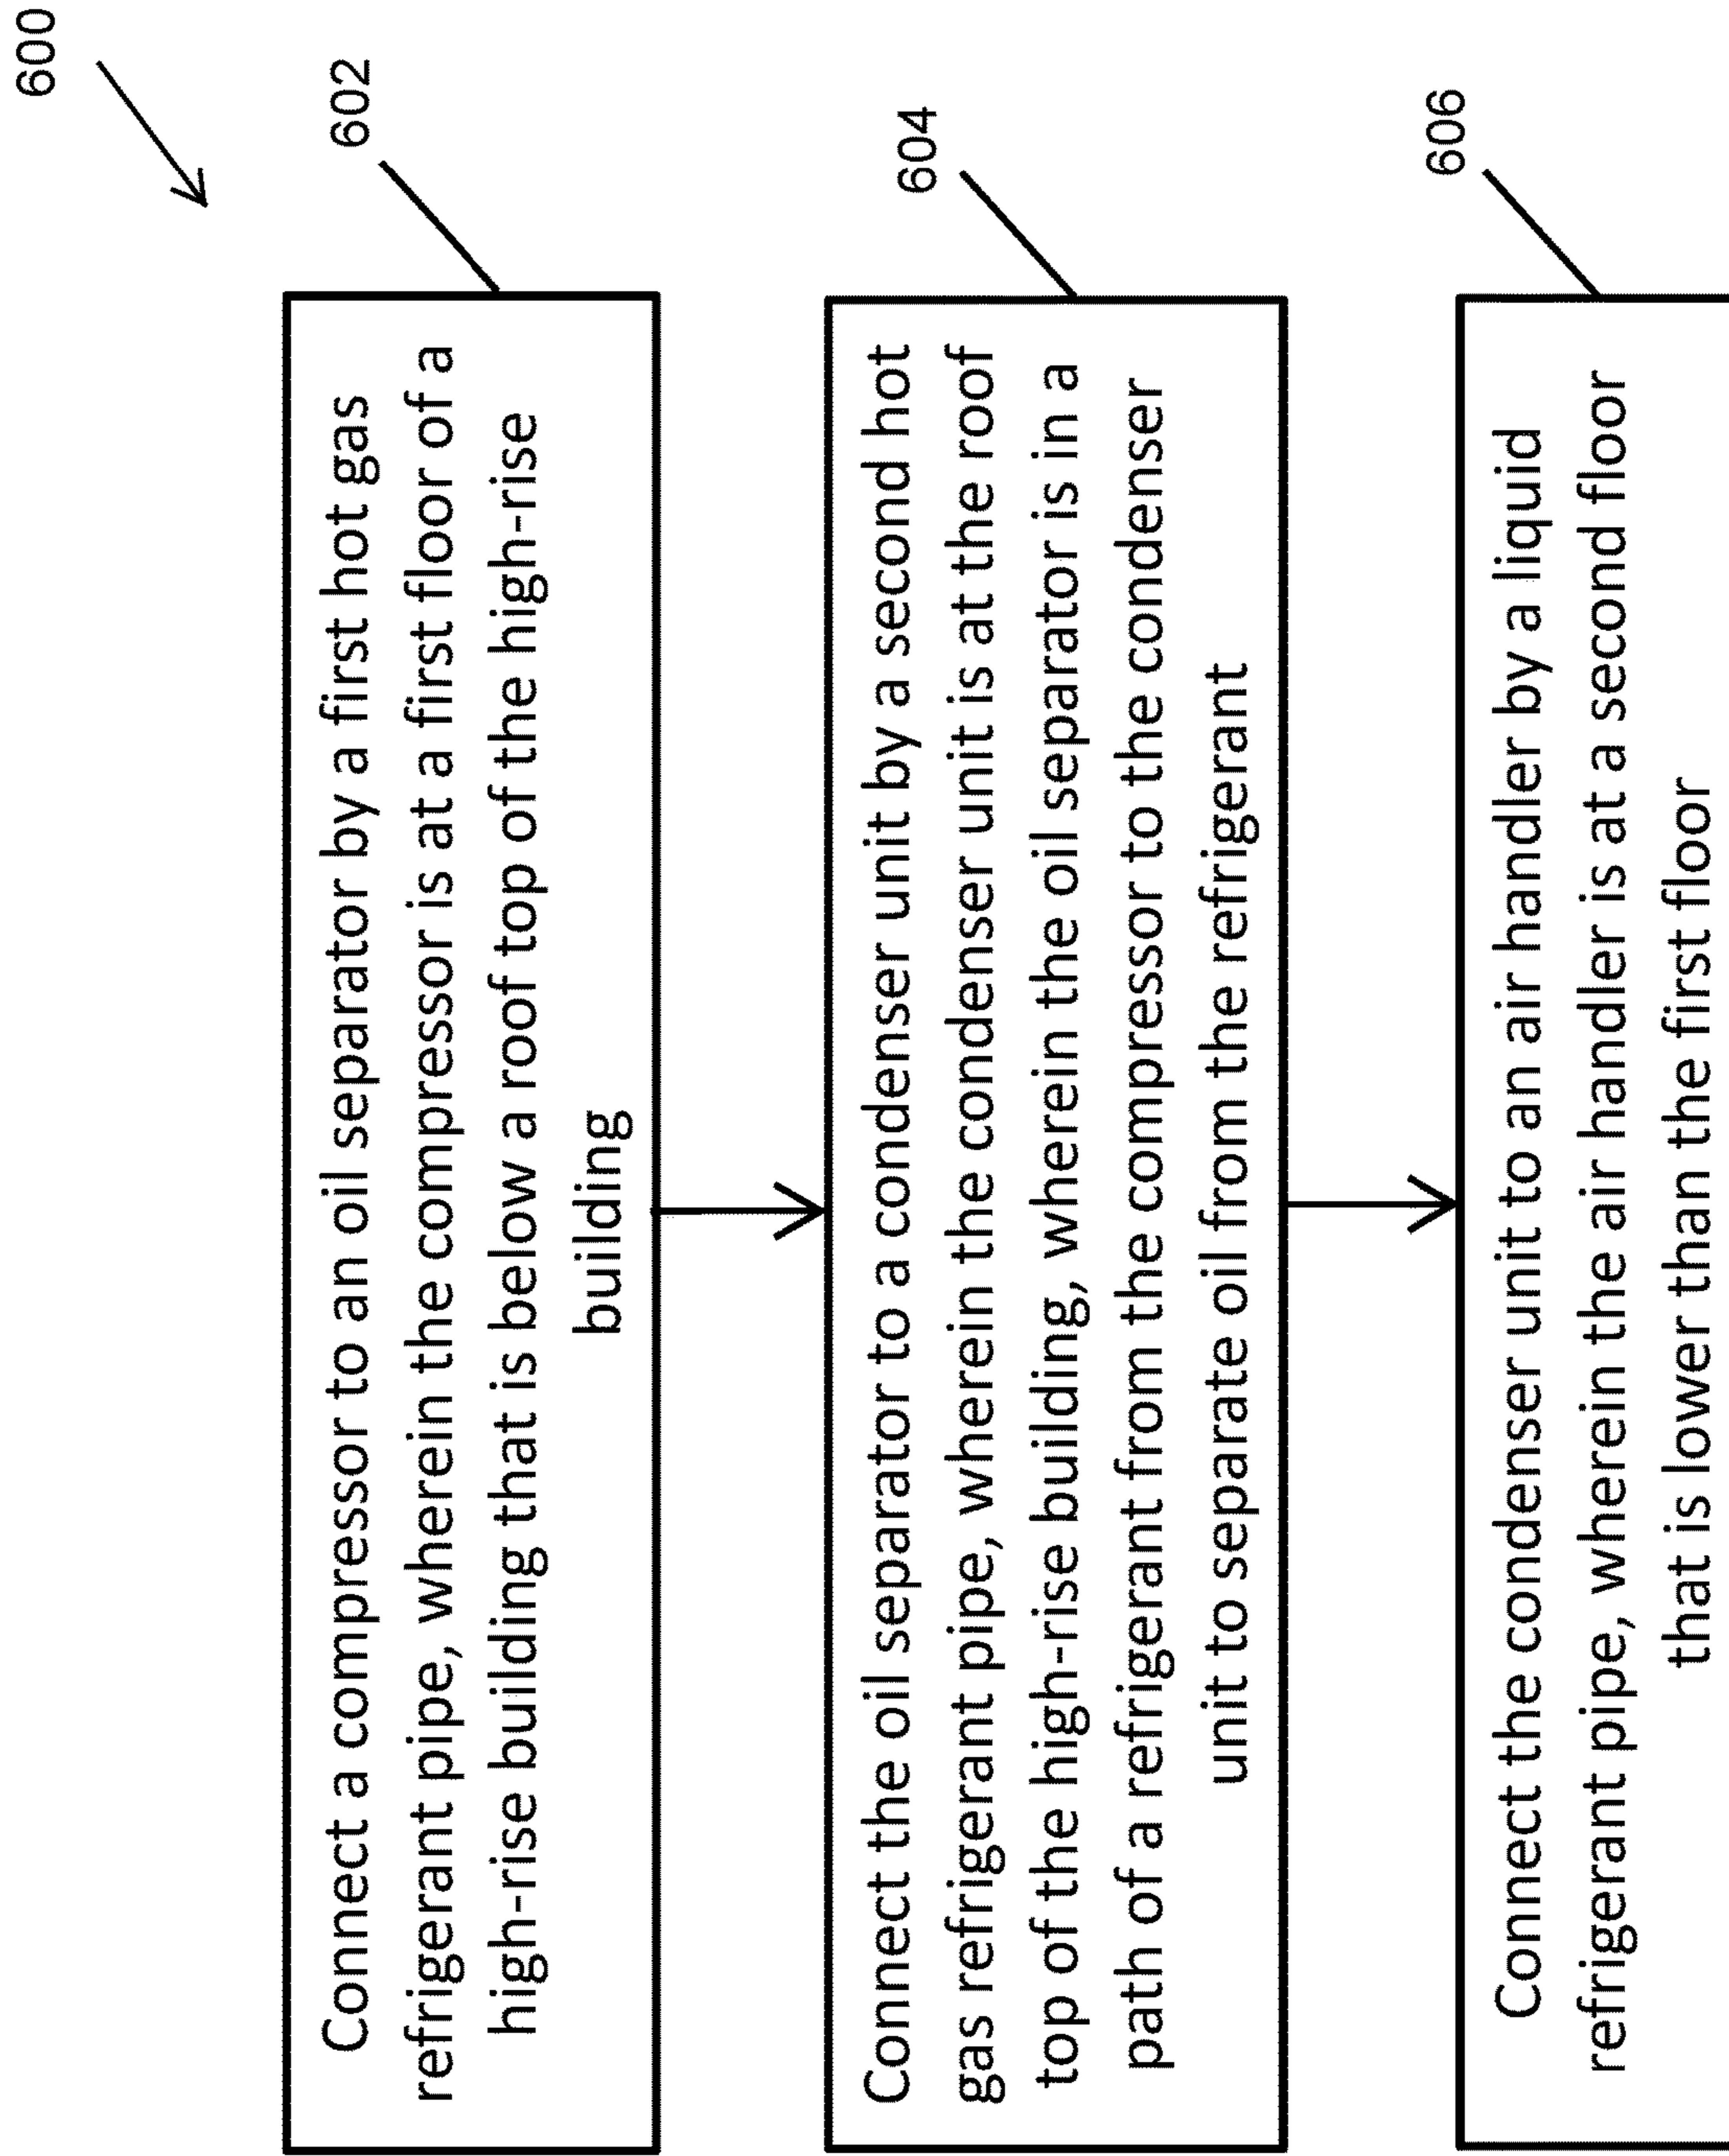 600
602
Connect a compressor to an oil separator by a first hot gas
refrigerant pipe, wherein the compressor is at a first floor of a
high-rise building that is below a roof top of the high-rise
building
604
Connect the oil separator to a condenser unit by a second hot
gas refrigerant pipe, wherein the condenser unit is at the roof
top of the high-rise building, wherein the oil separator is in a
path of a refrigerant from the compressor to the condenser
unit to separate oil from the refrigerant
606
Connect the condenser unit to an air handler by a liquid
refrigerant pipe, wherein the air handler is at a second floor
that is lower than the first floor